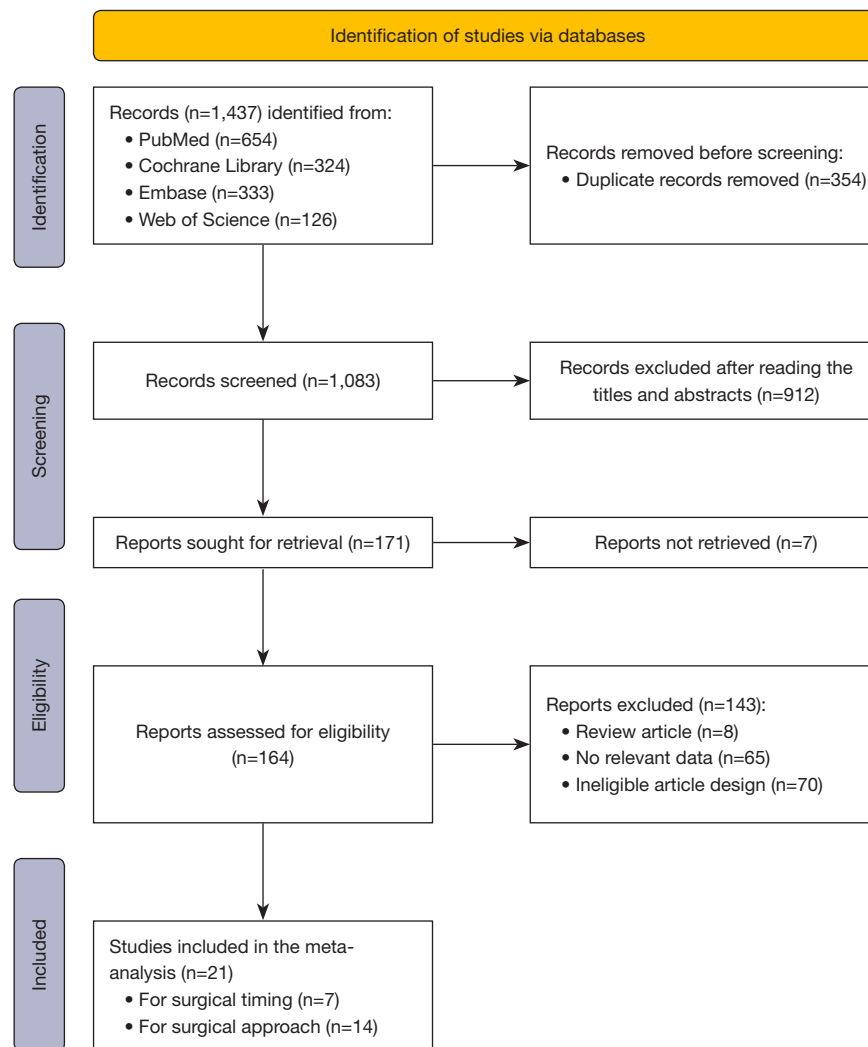 Identification of studies via databases
Identification
Records (n=1,437) identified from:
• PubMed (n=654)
• Cochrane Library (n=324)
• Embase (n=333)
• Web of Science (n=126)
Records removed before screening:
• Duplicate records removed (n=354)
Screening
Records screened (n=1,083)
Records excluded after reading the
titles and abstracts (n=912)
Reports sought for retrieval (n=171)
Reports not retrieved (n=7)
Eligibility
Reports assessed for eligibility
(n=164)
Reports excluded (n=143):
• Review article (n=8)
• No relevant data (n=65)
• Ineligible article design (n=70)
Included
Studies included in the meta-
analysis (n=21)
• For surgical timing (n=7)
• For surgical approach (n=14)